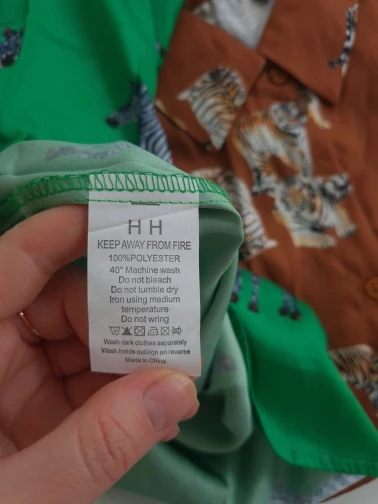 H H
KEEP AWAY FROM FIRE
100%POLYESTER
40° Machine wash
Do not bleach
Do not tumble dry
Iron using medium
temperature
Do not wring
Wash dark clothes separately
Wash inside out/iron on reverse
Made in China